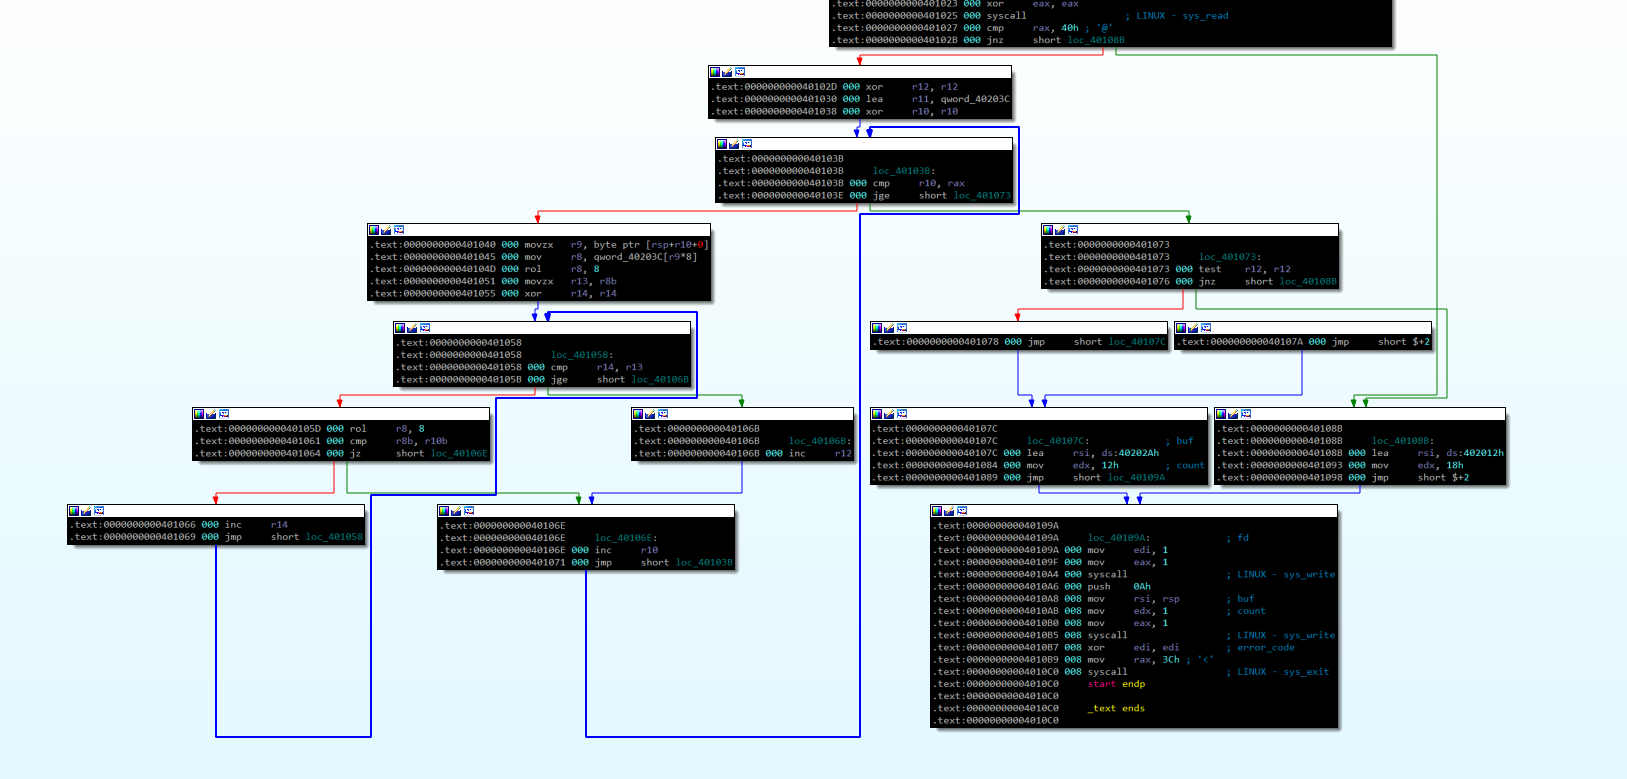 .text:0000000000401023 000 xor eax, eax
.text:0000000000401025 000 syscall ; LINUX - sys_read
.text:0000000000401027 000 cmp rax, 40h ; '@'
.text:000000000040102B 000 jnz short loc_40108B
.text:000000000040102D 000 xor r12, r12
.text:0000000000401030 000 lea r11, qword_40203C
.text:0000000000401038 000 xor r10, r10
.text:000000000040103B
.text:000000000040103B loc_40103B:
.text:000000000040103B 000 cmp r10, rax
.text:000000000040103E 000 jge short loc_401073
.text:0000000000401040 000 movzx r9, byte ptr [rsp+r10+0]
.text:0000000000401045 000 mov r8, qword_40203C[r9*8]
.text:000000000040104D 000 rol r8, 8
.text:0000000000401051 000 movzx r13, r8b
.text:0000000000401055 000 xor r14, r14
.text:0000000000401073
.text:0000000000401073 loc_401073:
.text:0000000000401073 000 test r12, r12
.text:0000000000401076 000 jnz short loc_40108B
.text:0000000000401058
.text:0000000000401058 loc_401058:
.text:0000000000401058 000 cmp r14, r13
.text:000000000040105B 000 jge short loc_40106B
.text:0000000000401078 000 jmp short loc_40107C
.text:000000000040107A 000 jmp short $+2
.text:000000000040105D 000 rol r8, 8
.text:0000000000401061 000 cmp r8b, r10b
.text:0000000000401064 000 jz short loc_40106E
.text:000000000040106B
.text:000000000040106B loc_40106B:
.text:000000000040106B 000 inc r12
.text:000000000040107C
.text:000000000040107C loc_40107C: ; buf
.text:000000000040107C 000 lea rsi, ds:40202Ah
.text:0000000000401084 000 mov edx, 12h ; count
.text:0000000000401089 000 jmp short loc_40109A
.text:000000000040108B
.text:000000000040108B loc_40108B:
.text:000000000040108B 000 lea rsi, ds:402012h
.text:0000000000401093 000 mov edx, 18h
.text:0000000000401098 000 jmp short $+2
.text:0000000000401066 000 inc r14
.text:0000000000401069 000 jmp short loc_401058
.text:000000000040106E
.text:000000000040106E loc_40106E:
.text:000000000040106E 000 inc r10
.text:0000000000401071 000 jmp short loc_40103B
.text:000000000040109A
.text:000000000040109A loc_40109A: ; fd
.text:000000000040109A 000 mov edi, 1
.text:000000000040109F 000 mov eax, 1
.text:00000000004010A4 000 syscall ; LINUX - sys_write
.text:00000000004010A6 000 push 0Ah
.text:00000000004010A8 008 mov rsi, rsp ; buf
.text:00000000004010AB 008 mov edx, 1 ; count
.text:00000000004010B0 008 mov eax, 1
.text:00000000004010B5 008 syscall ; LINUX - sys_write
.text:00000000004010B7 008 xor edi, edi ; error_code
.text:00000000004010B9 008 mov rax, 3Ch ; '<'
.text:00000000004010C0 008 syscall ; LINUX - sys_exit
.text:00000000004010C0 start endp
.text:00000000004010C0
.text:00000000004010C0 _text ends
.text:00000000004010C0